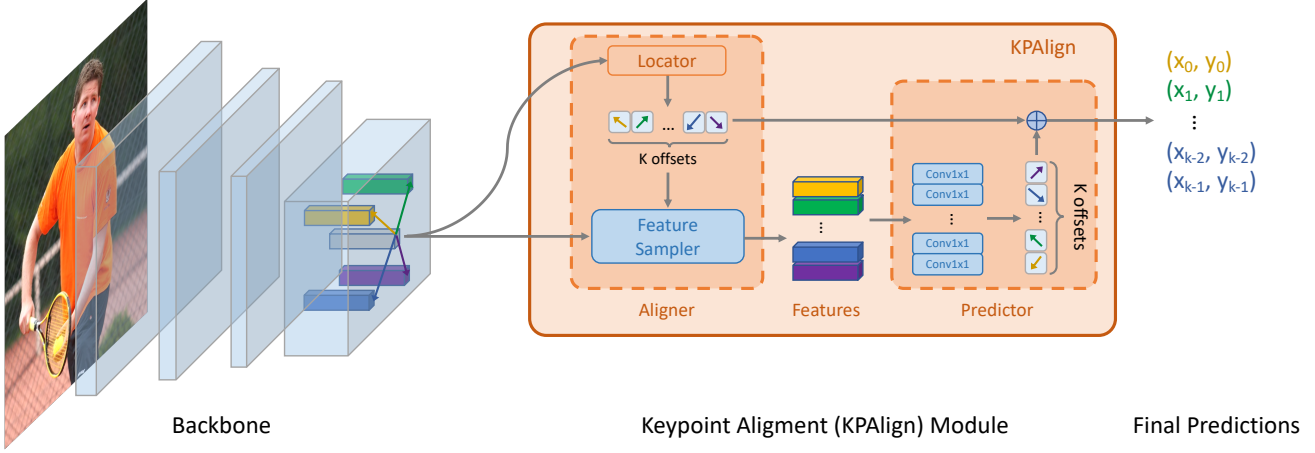 KPAlign
Locator
...
K offsets
Feature
Sampler
Aligner
...
Features
Conv1x1
Conv1x1
...
Conv1x1
Conv1x1
...
K offsets
Predictor
(x0, y0)
(x1, y1)
...
(xk-2, yk-2)
(xk-1, yk-1)
Backbone
Keypoint Aligment (KPAlign) Module
Final Predictions